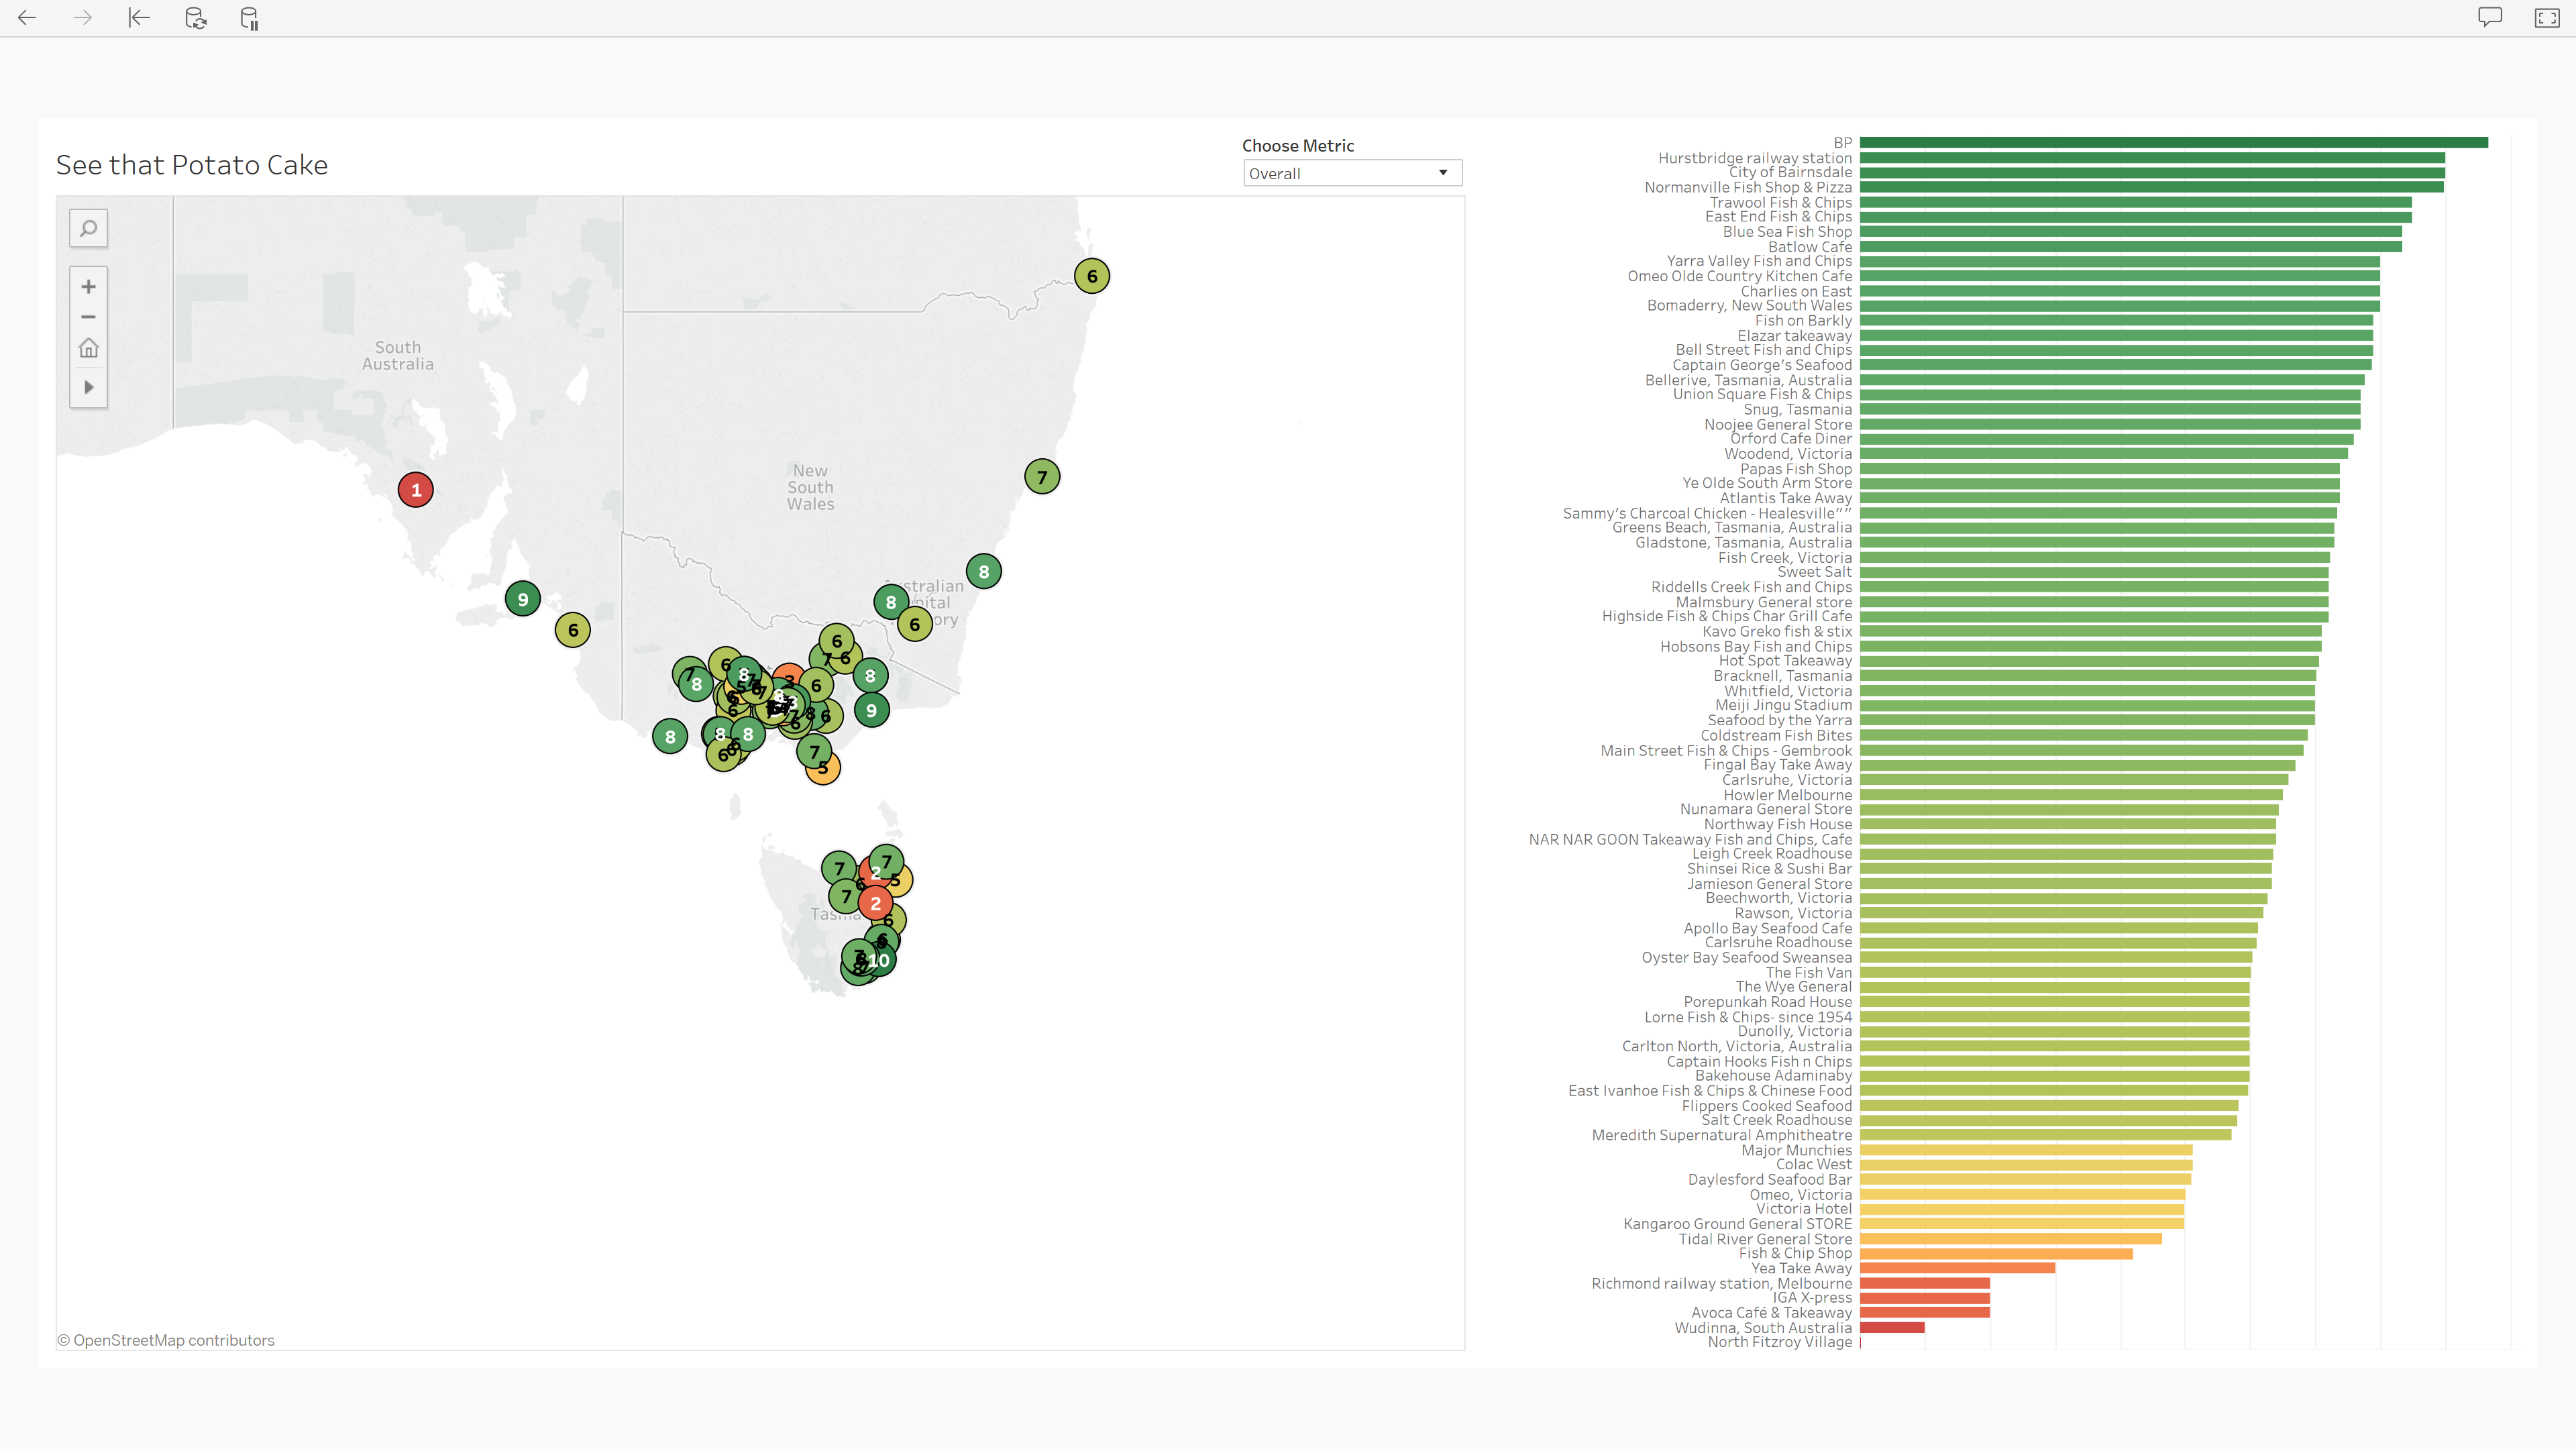 See that Potato Cake
Choose Metric
Overall
South
Australia
New
South
Wales
6
7
1
8
9
6
8
6
6
7
6
8
9
8
7
8
6
8
6
8
8
6
7
5
7
7
2
5
7
2
6
10
© OpenStreetMap contributors
BP
Hurstbridge railway station
City of Bairnsdale
Normanville Fish Shop & Pizza
Trawool Fish & Chips
East End Fish & Chips
Blue Sea Fish Shop
Batlow Cafe
Yarra Valley Fish and Chips
Omeo Olde Country Kitchen Cafe
Charlies on East
Bomaderry, New South Wales
Fish on Barkly
Elazar takeaway
Bell Street Fish and Chips
Captain George's Seafood
Bellerive, Tasmania, Australia
Union Square Fish & Chips
Snug, Tasmania
Noojee General Store
Orford Cafe Diner
Woodend, Victoria
Papas Fish Shop
Ye Olde South Arm Store
Atlantis Take Away
Sammy's Charcoal Chicken - Healesville""
Greens Beach, Tasmania, Australia
Gladstone, Tasmania, Australia
Fish Creek, Victoria
Sweet Salt
Riddells Creek Fish and Chips
Malmsbury General store
Highside Fish & Chips Char Grill Cafe
Kavo Greko fish & stix
Hobsons Bay Fish and Chips
Hot Spot Takeaway
Bracknell, Tasmania
Whitfield, Victoria
Meiji Jingu Stadium
Seafood by the Yarra
Coldstream Fish Bites
Main Street Fish & Chips - Gembrook
Fingal Bay Take Away
Carlsruhe, Victoria
Howler Melbourne
Nunamara General Store
Northway Fish House
NAR NAR GOON Takeaway Fish and Chips, Cafe
Leigh Creek Roadhouse
Shinsei Rice & Sushi Bar
Jamieson General Store
Beechworth, Victoria
Rawson, Victoria
Apollo Bay Seafood Cafe
Carlsruhe Roadhouse
Oyster Bay Seafood Swansea
The Fish Van
The Wye General
Porepunkah Road House
Lorne Fish & Chips- since 1954
Dunolly, Victoria
Carlton North, Victoria, Australia
Captain Hooks Fish n Chips
Bakehouse Adaminaby
East Ivanhoe Fish & Chips & Chinese Food
Flippers Cooked Seafood
Salt Creek Roadhouse
Meredith Supernatural Amphitheatre
Major Munchies
Colac West
Daylesford Seafood Bar
Omeo, Victoria
Victoria Hotel
Kangaroo Ground General STORE
Tidal River General Store
Fish & Chip Shop
Yea Take Away
Richmond railway station, Melbourne
IGA X-press
Avoca Café & Takeaway
Wudinna, South Australia
North Fitzroy Village